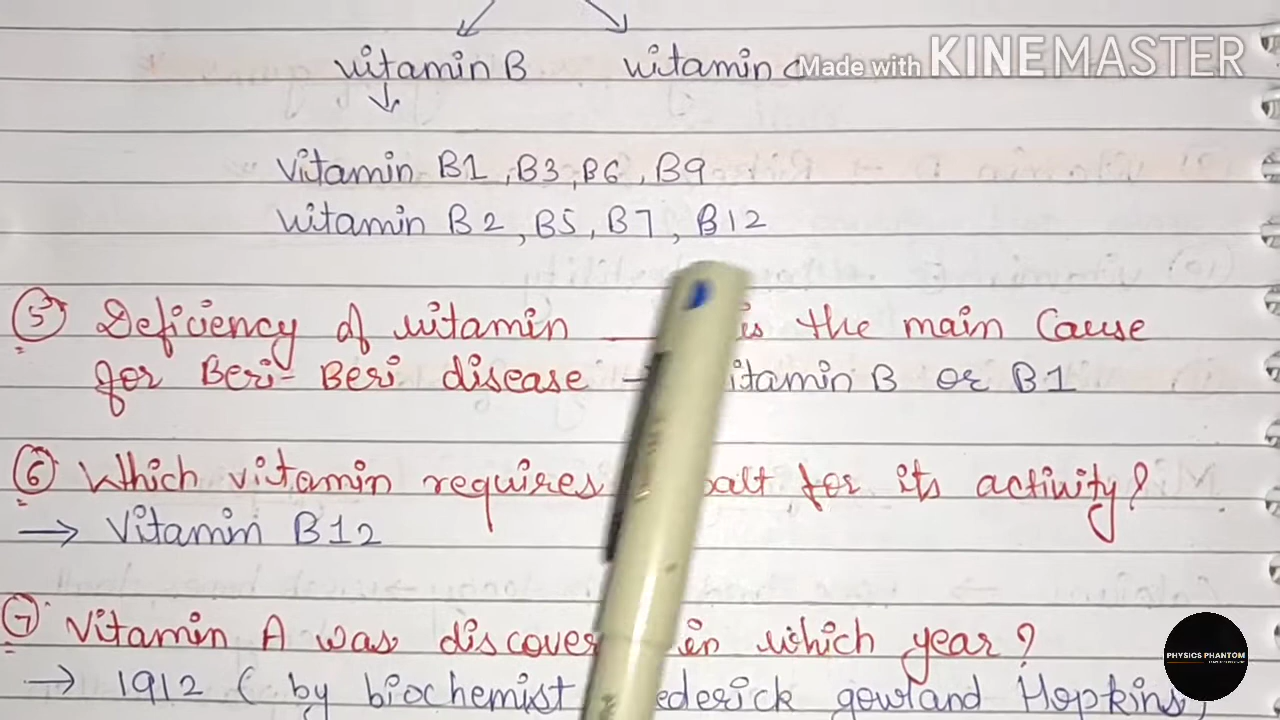 vitamin B vitamin C
Made with KINEMASTER
Vitamin B1, B3, B6, B9
vitamin B2, B5, B7, B12
5 Deficiency of vitamin is the main Cause
for Beri-Beri disease → itamin B or B1
6 Which vitamin requires balt for its activity?
→ Vitamin B12
7 Vitamin A was discover in which year?
→ 1912 ( by biochemist ederick gowland Hopkins)
PHYSICS PHANTOM